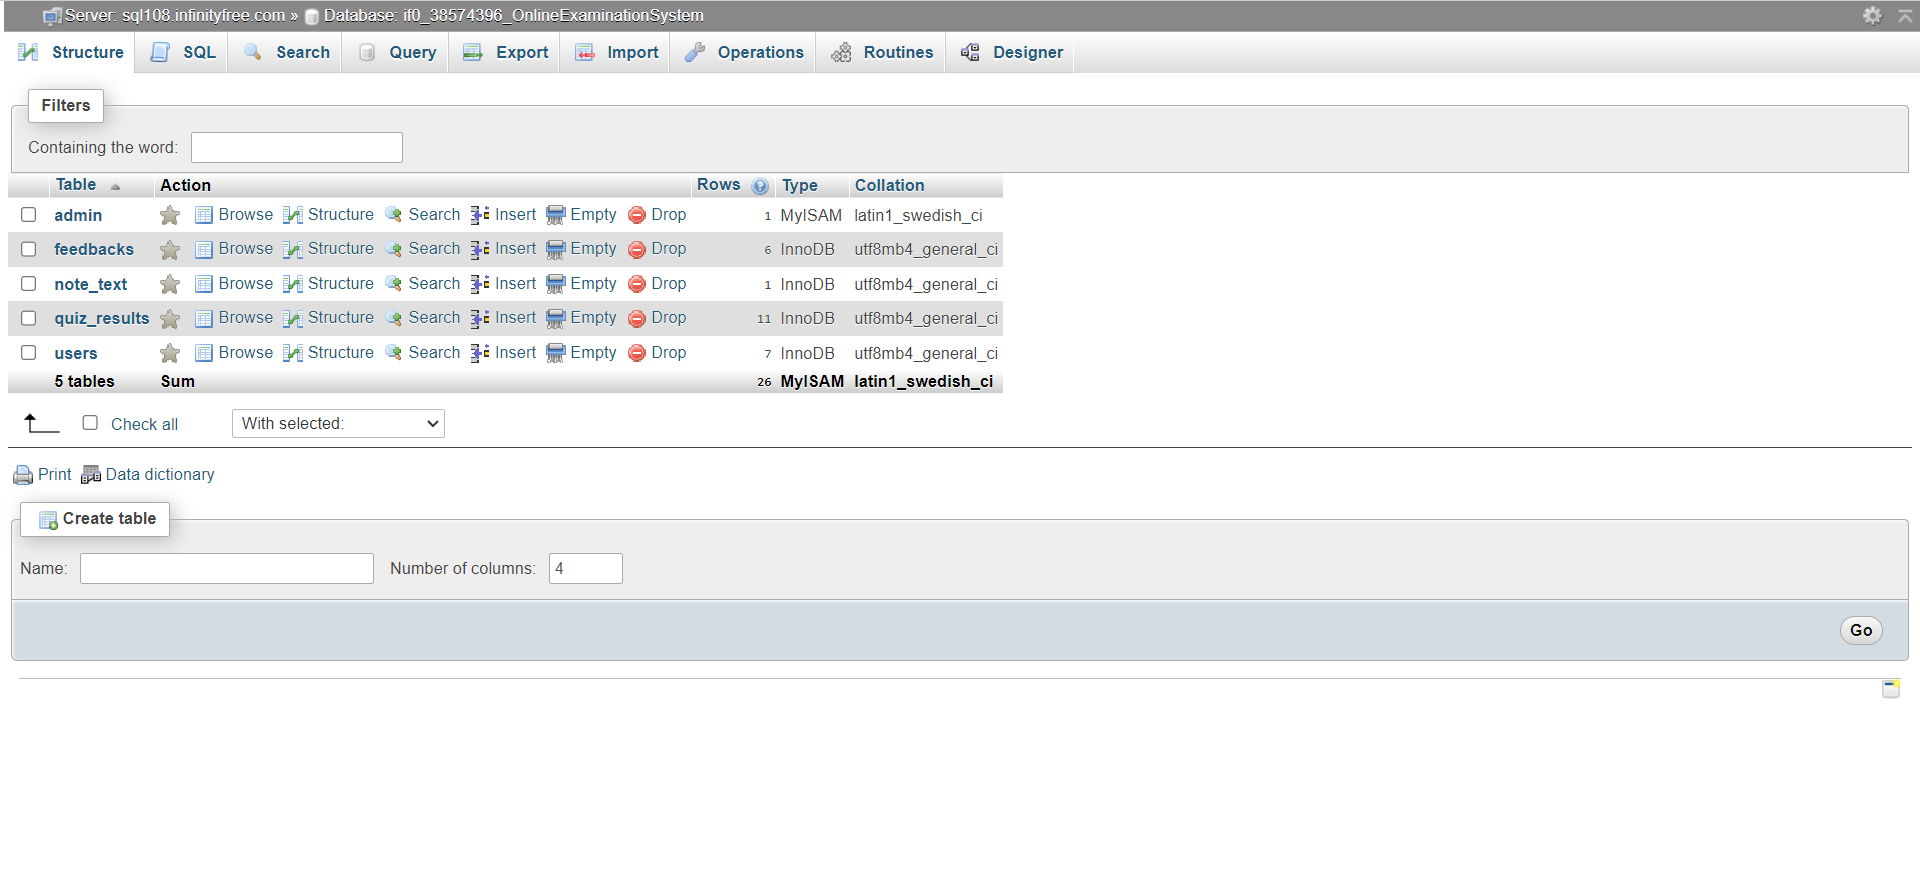 Server: sql108.infinityfree.com » Database: if0_38574396_OnlineExaminationSystem
Structure SQL Search Query Export Import Operations Routines Designer
Filters
Containing the word:
Table Action Rows Type Collation
admin Browse Structure Search Insert Empty Drop 1 MyISAM latin1_swedish_ci
feedbacks Browse Structure Search Insert Empty Drop 6 InnoDB utf8mb4_general_ci
note_text Browse Structure Search Insert Empty Drop 1 InnoDB utf8mb4_general_ci
quiz_results Browse Structure Search Insert Empty Drop 11 InnoDB utf8mb4_general_ci
users Browse Structure Search Insert Empty Drop 7 InnoDB utf8mb4_general_ci
5 tables Sum 26 MyISAM latin1_swedish_ci
Check all With selected:
Print Data dictionary
Create table
Name: Number of columns: 4
Go